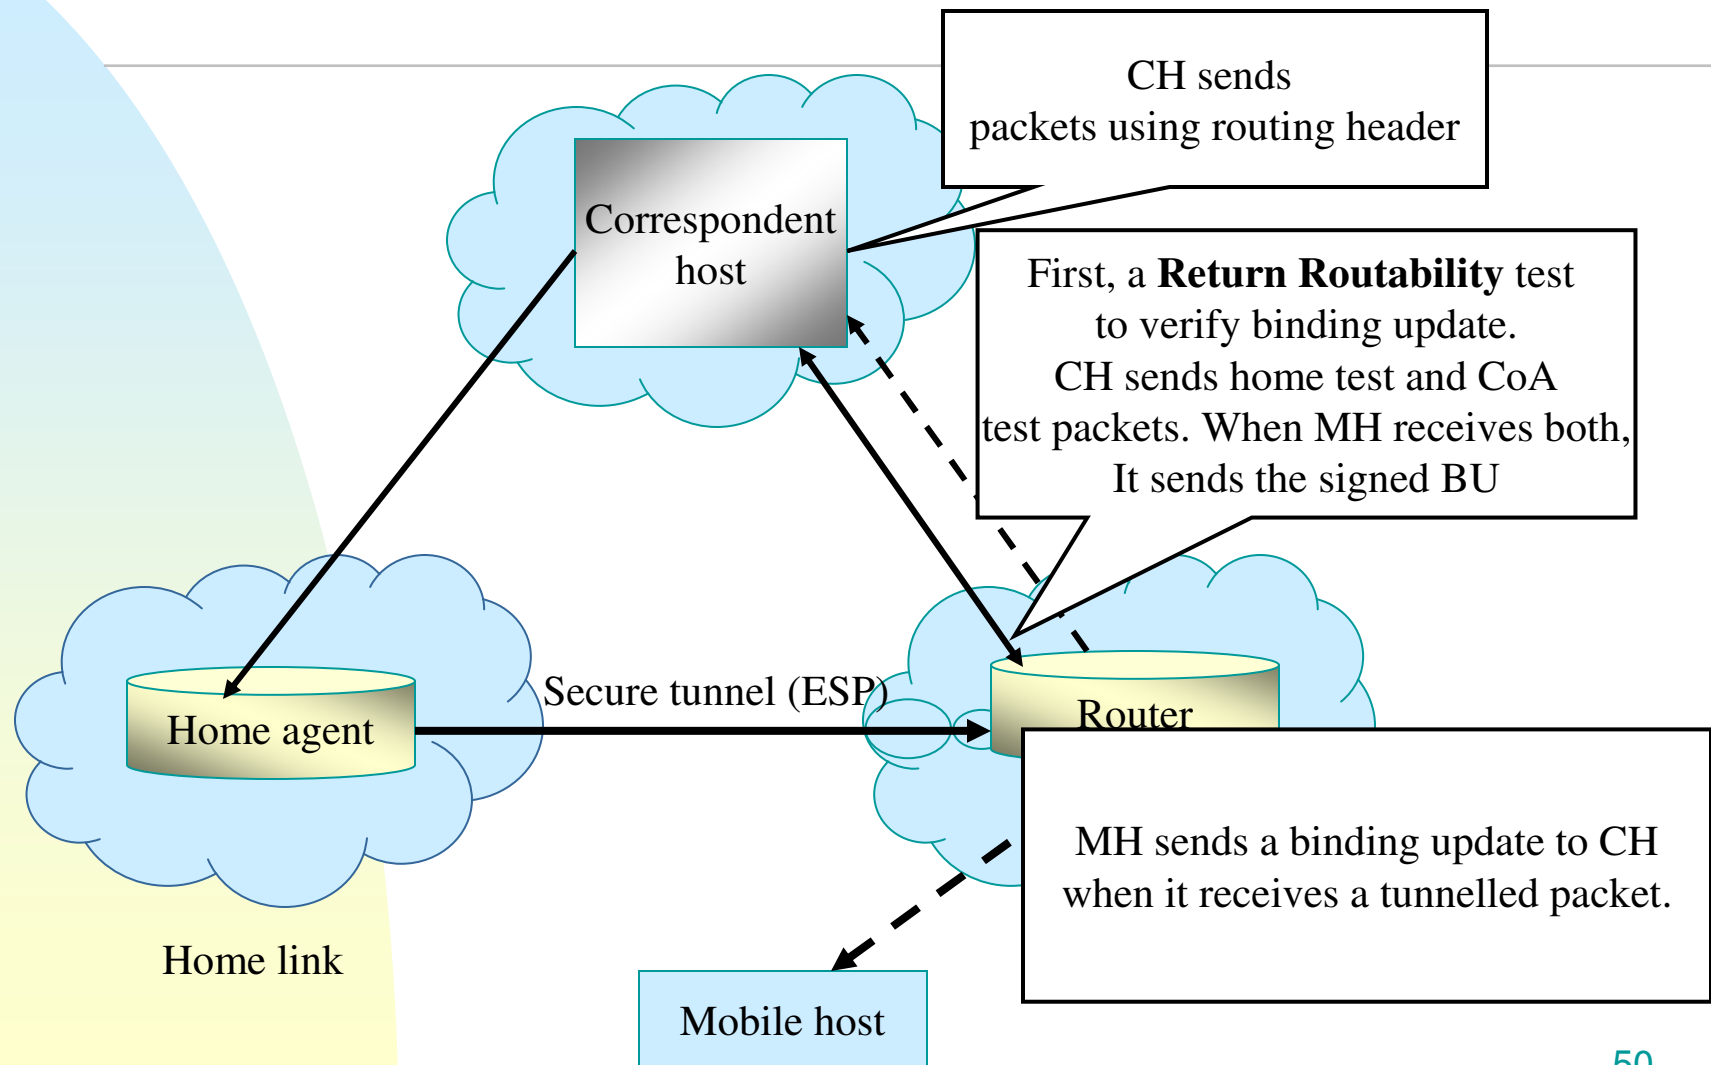 CH sends
packets using routing header
Correspondent
host
First, a Return Routability test
to verify binding update.
CH sends home test and CoA
test packets. When MH receives both,
It sends the signed BU
Secure tunnel (ESP)
Home agent
Router
MH sends a binding update to CH
when it receives a tunnelled packet.
Home link
Mobile host
50